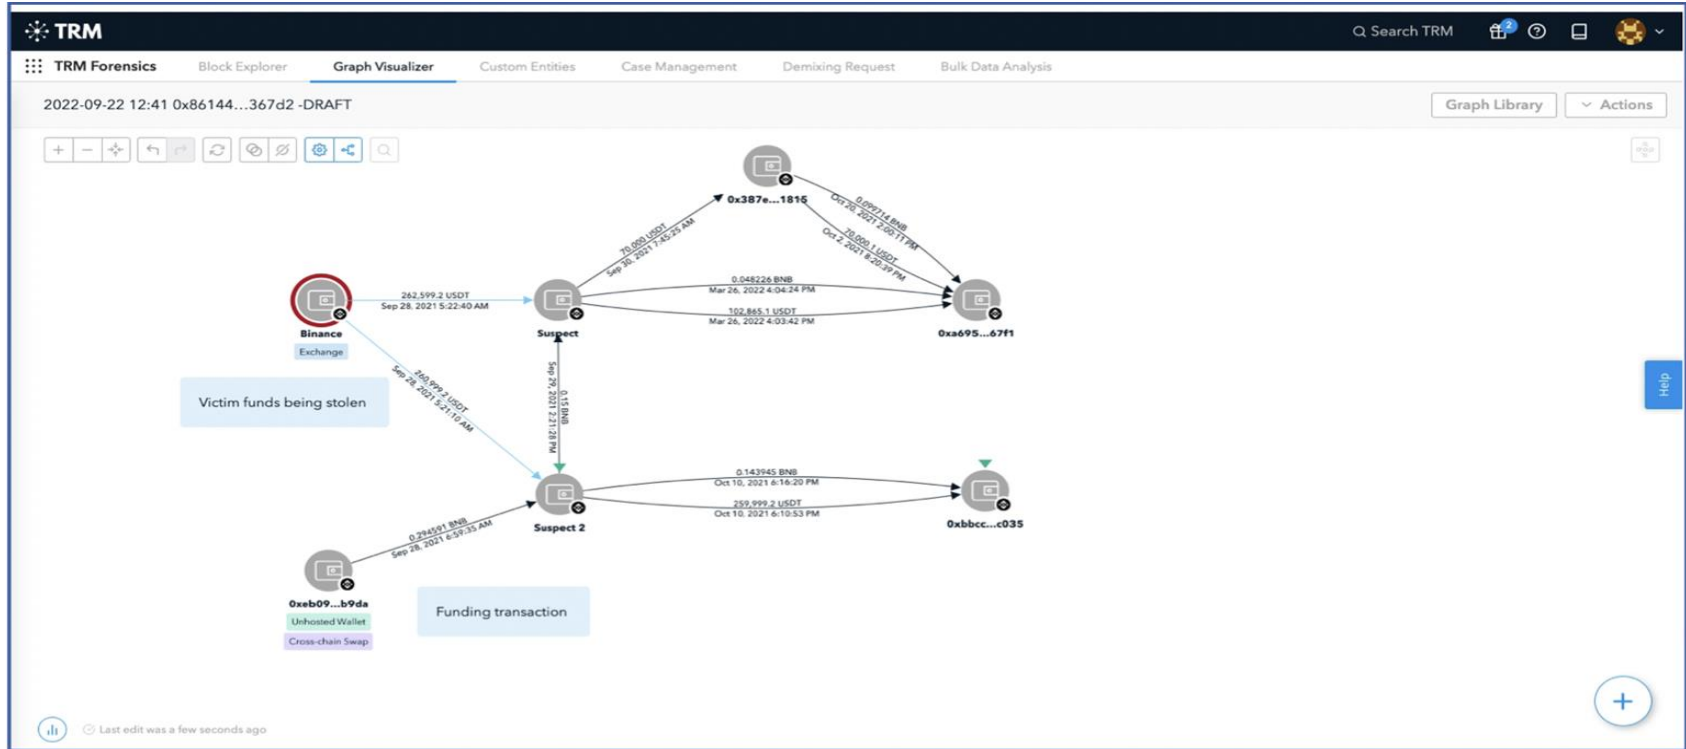 TRM
Search TRM
2
TRM Forensics
Block Explorer
Graph Visualizer
Custom Entities
Case Management
Demixing Request
Bulk Data Analysis
2022-09-22 12:41 0x86144...367d2 -DRAFT
Graph Library
Actions
0x387e...1815
0.099714 BNB
Oct 20, 2021 2:00:11 PM
70,000 USDT
Sep 30, 2021 7:45:25 AM
70,000.1 USDT
Oct 2, 2021 8:20:39 PM
0.048226 BNB
Mar 26, 2022 4:04:24 PM
262,599.2 USDT
Sep 28, 2021 5:22:40 AM
102,865.1 USDT
Mar 26, 2022 4:03:42 PM
Binance
Exchange
Suspect
0xa695...67f1
260,999.2 USDT
Sep 28, 2021 5:21:10 AM
0.15 BNB
Sep 29, 2021 2:21:28 PM
Victim funds being stolen
Help
0.143945 BNB
Oct 10, 2021 6:16:20 PM
259,999.2 USDT
Oct 10, 2021 6:10:53 PM
Suspect 2
0xbbcc...c035
0.294591 BNB
Sep 28, 2021 6:59:35 AM
0xeb09...b9da
Unhosted Wallet
Cross-chain Swap
Funding transaction
Last edit was a few seconds ago